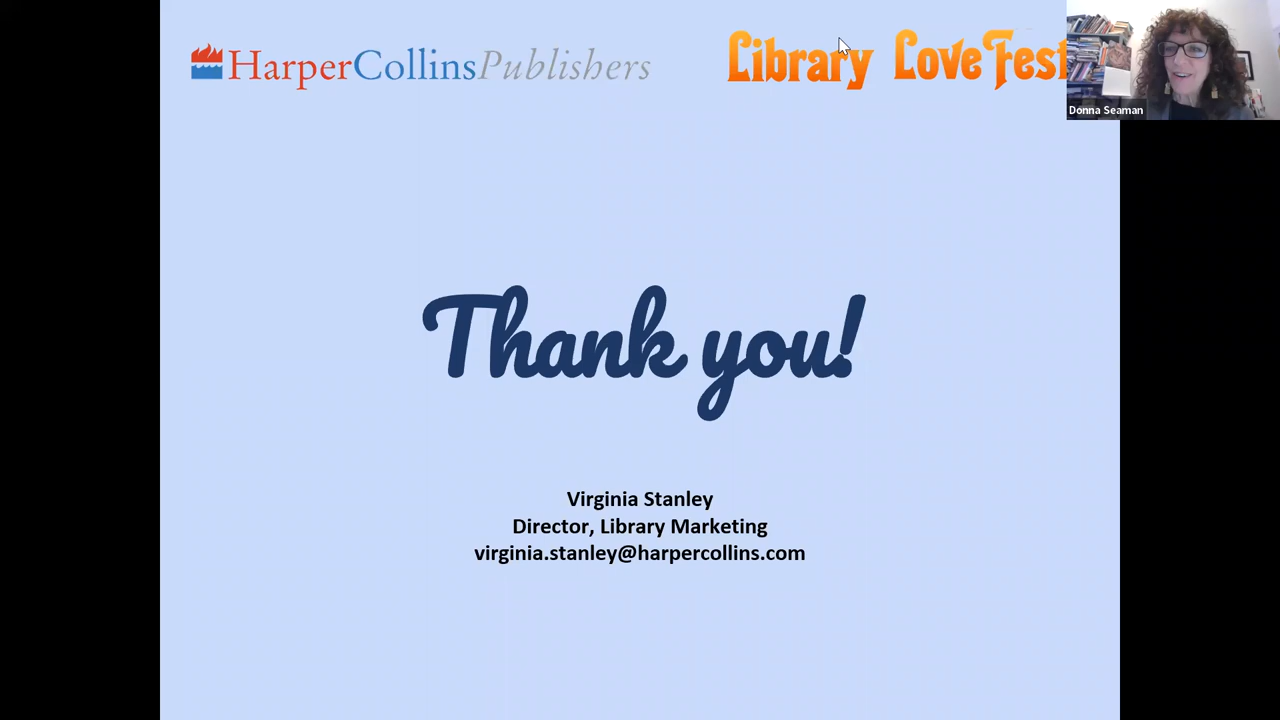 HarperCollinsPublishers
Library LoveFest
Donna Seaman
Thank you!
Virginia Stanley
Director, Library Marketing
virginia.stanley@harpercollins.com